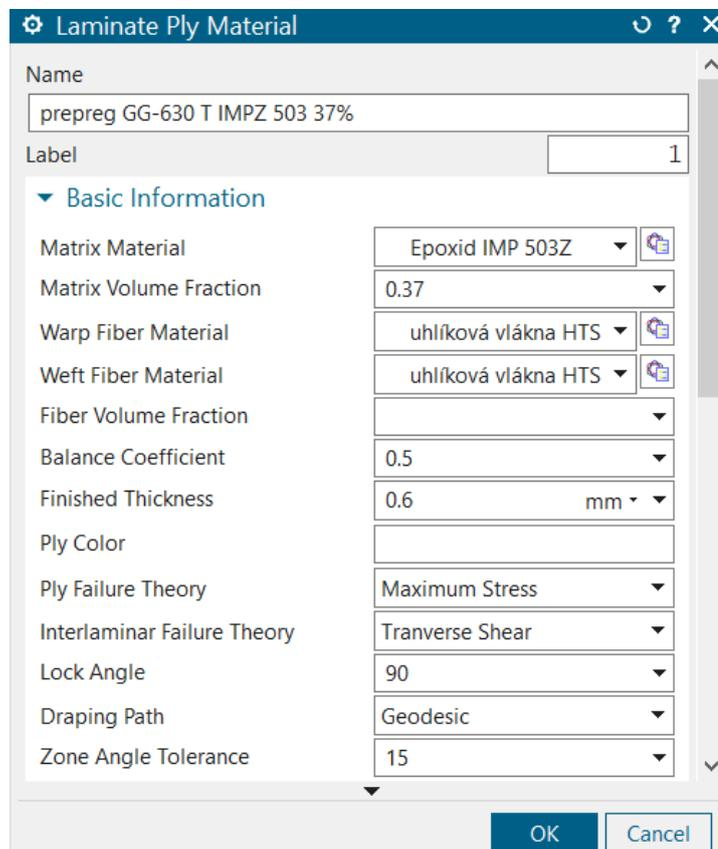 Laminate Ply Material ?
Name
prepreg GG-630 T IMPZ 503 37%
Label 1
Basic Information
Matrix Material Epoxid IMP 503Z
Matrix Volume Fraction 0.37
Warp Fiber Material uhlíková vlákna HTS
Weft Fiber Material uhlíková vlákna HTS
Fiber Volume Fraction
Balance Coefficient 0.5
Finished Thickness 0.6 mm
Ply Color
Ply Failure Theory Maximum Stress
Interlaminar Failure Theory Tranverse Shear
Lock Angle 90
Draping Path Geodesic
Zone Angle Tolerance 15
OK Cancel